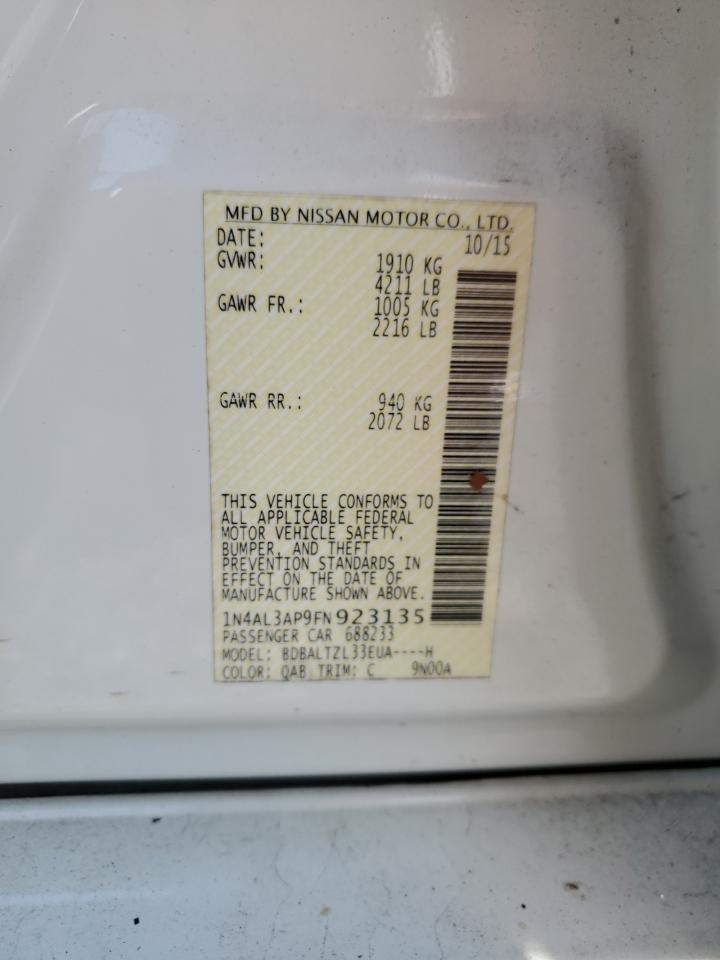 MFD BY NISSAN MOTOR CO., LTD.
DATE: 10/15
GVWR: 1910 KG
4211 LB
GAWR FR.: 1005 KG
2216 LB
GAWR RR.: 940 KG
2072 LB
THIS VEHICLE CONFORMS TO
ALL APPLICABLE FEDERAL
MOTOR VEHICLE SAFETY,
BUMPER, AND THEFT
PREVENTION STANDARDS IN
EFFECT ON THE DATE OF
MANUFACTURE SHOWN ABOVE.
1N4AL3AP9FN923135
PASSENGER CAR 688233
MODEL: BDBALTZL33EUA----H
COLOR: QAB TRIM: C 9N00A